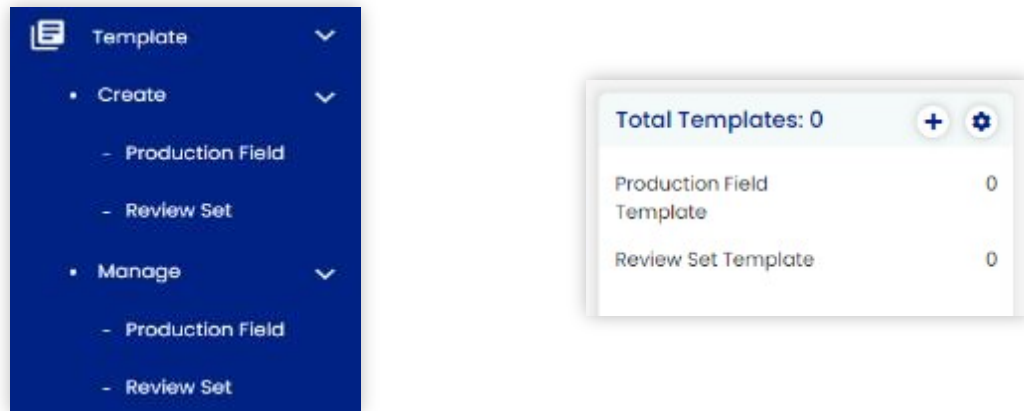 Template
• Create
- Production Field
- Review Set
• Manage
- Production Field
- Review Set
Total Templates: 0
Production Field 0
Template
Review Set Template 0